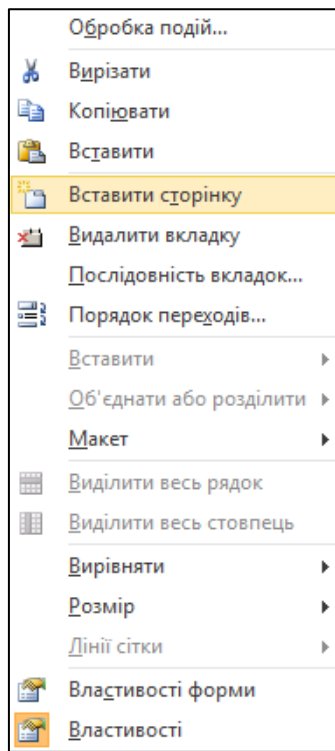 Обробка подій...
Вирізати
Копіювати
Вставити
Вставити сторінку
Видалити вкладку
Послідовність вкладок...
Порядок переходів...
Вставити
Об'єднати або розділити
Макет
Виділити весь рядок
Виділити весь стовпець
Вирівняти
Розмір
Лінії сітки
Властивості форми
Властивості